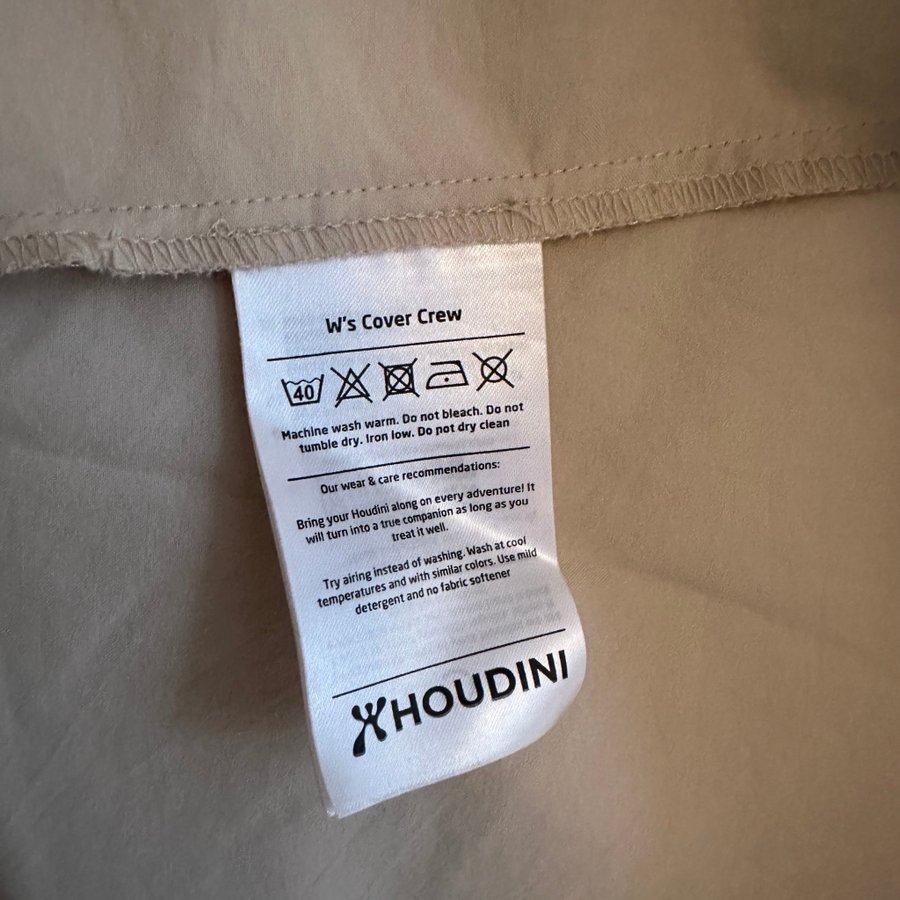 W's Cover Crew
40
Machine wash warm. Do not bleach. Do not
tumble dry. Iron low. Do not dry clean
Our wear & care recommendations:
Bring your Houdini along on every adventure! It
will turn into a true companion as long as you
treat it well.
Try airing instead of washing. Wash at cool
temperatures and with similar colors. Use mild
detergent and no fabric softener
HOUDINI